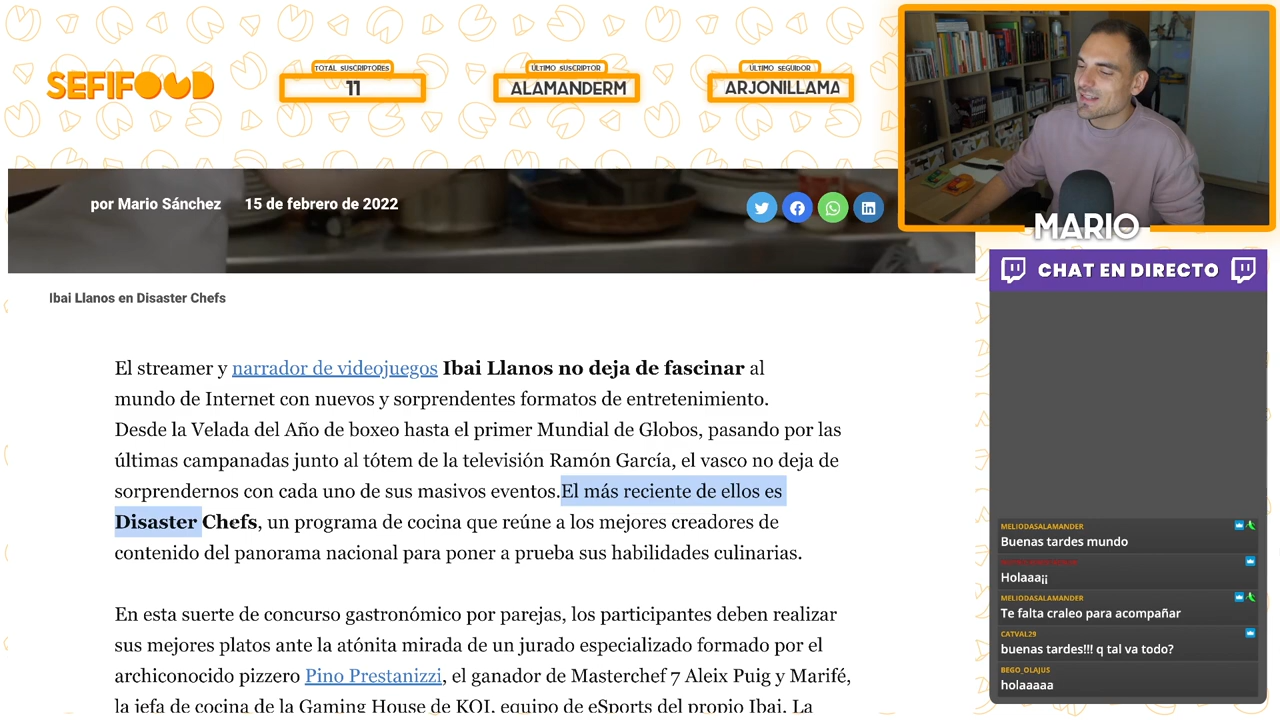 SEFIFOOD
TOTAL SUSCRIPTORES
11
ÚLTIMO SUSCRIPTOR
ALAMANDERM
ÚLTIMO SEGUIDOR
ARJONILLAMA
por Mario Sánchez 15 de febrero de 2022
MARIO
CHAT EN DIRECTO
Ibai Llanos en Disaster Chefs
El streamer y narrador de videojuegos Ibai Llanos no deja de fascinar al
mundo de Internet con nuevos y sorprendentes formatos de entretenimiento.
Desde la Velada del Año de boxeo hasta el primer Mundial de Globos, pasando por las
últimas campanadas junto al tótem de la televisión Ramón García, el vasco no deja de
sorprendernos con cada uno de sus masivos eventos.El más reciente de ellos es
Disaster Chefs, un programa de cocina que reúne a los mejores creadores de
contenido del panorama nacional para poner a prueba sus habilidades culinarias.
En esta suerte de concurso gastronómico por parejas, los participantes deben realizar
sus mejores platos ante la atónita mirada de un jurado especializado formado por el
archiconocido pizzero Pino Prestanizzi, el ganador de Masterchef 7 Aleix Puig y Marifé,
la jefa de cocina de la Gaming House de KOI, equipo de eSports del propio Ibai. La
MELIODASALAMANDER
Buenas tardes mundo
Holaaa¡¡
MELIODASALAMANDER
Te falta craleo para acompañar
CATVAL29
buenas tardes!!! q tal va todo?
BEGO_OLAJUS
holaaaaa